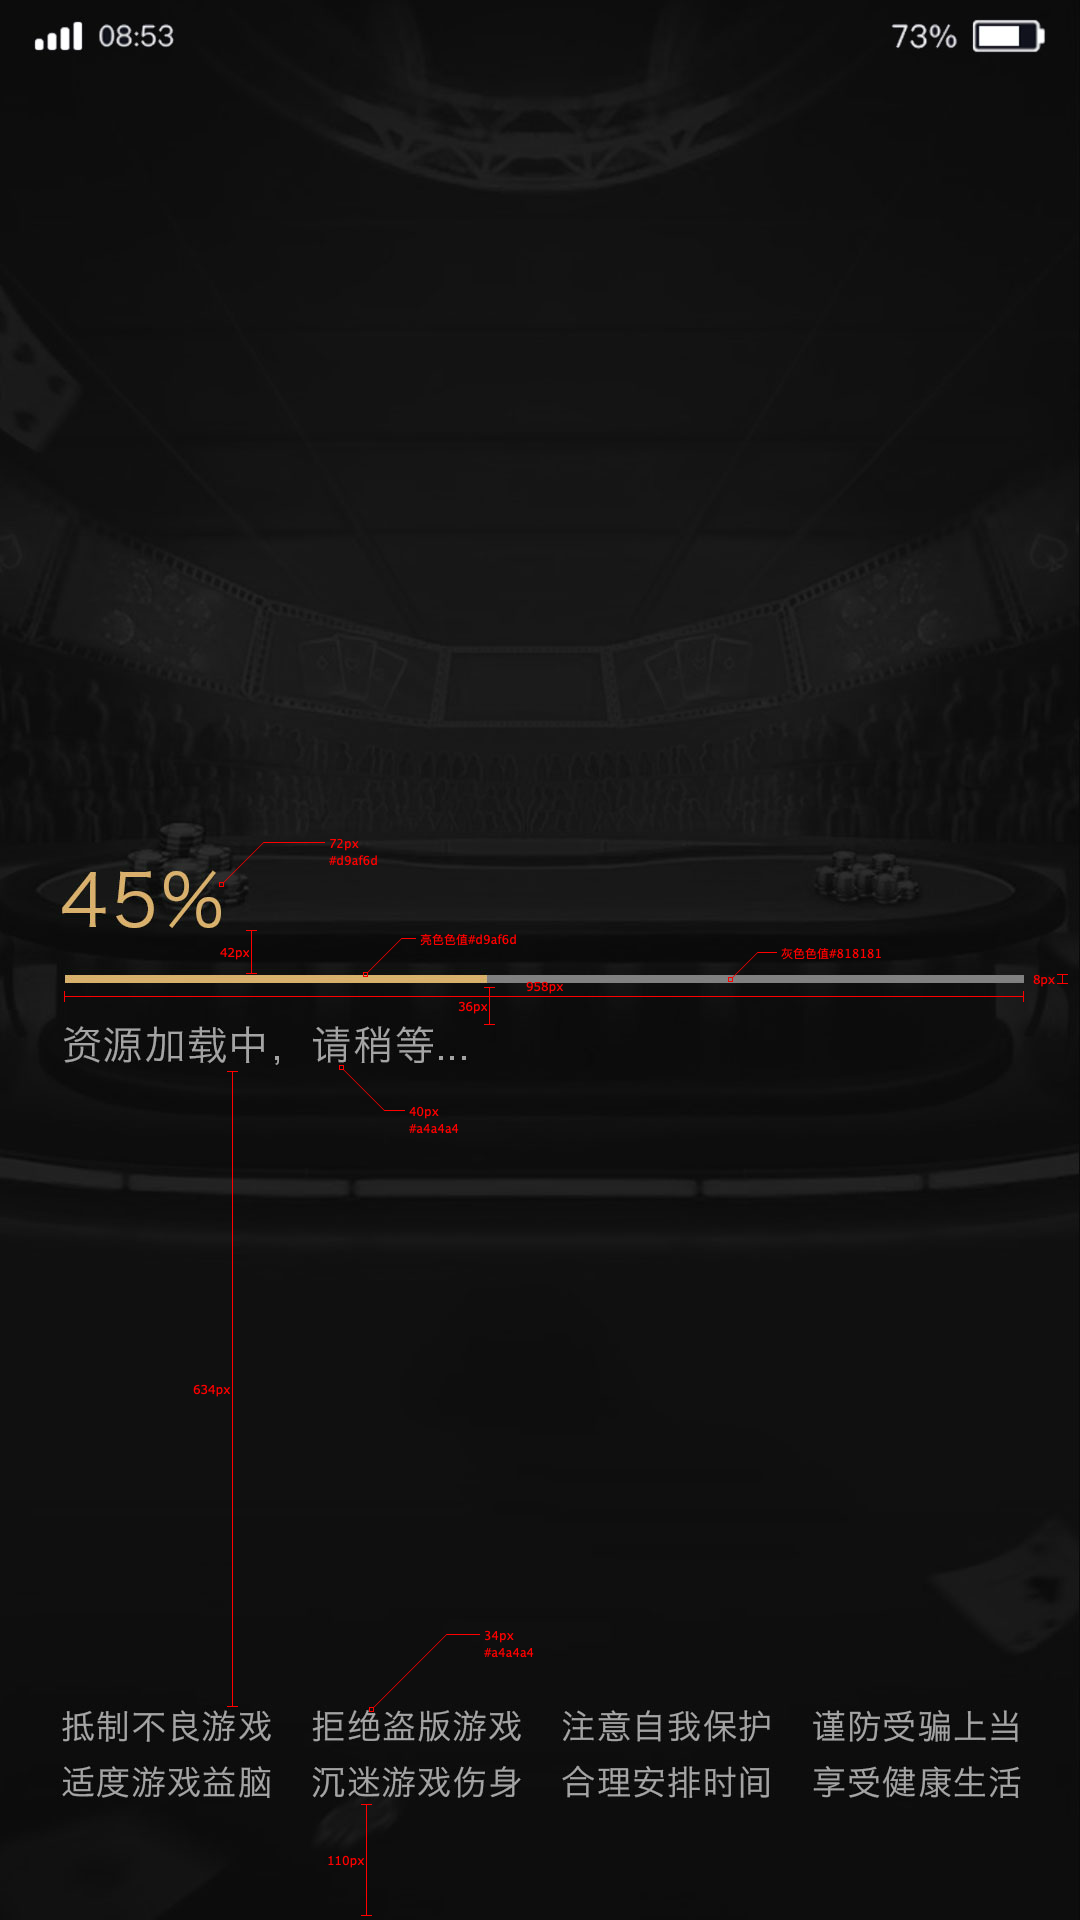 08:53 73%
72px
#d9af6d
45%
亮色色值#d9af6d
42px
灰色色值#818181
8px工
958px
36px
资源加载中，请稍等...
40px
#a4a4a4
634px
34px
#a4a4a4
抵制不良游戏 拒绝盗版游戏 注意自我保护 谨防受骗上当
适度游戏益脑 沉迷游戏伤身 合理安排时间 享受健康生活
110px